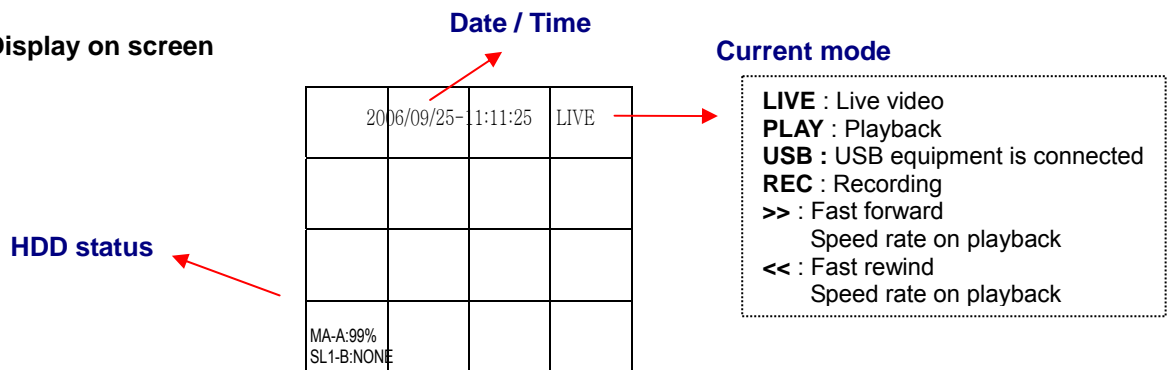 Date / Time
Display on screen
Current mode
2006/09/25-11:11:25 LIVE
LIVE : Live video
PLAY : Playback
USB : USB equipment is connected
REC : Recording
>> : Fast forward
Speed rate on playback
<< : Fast rewind
Speed rate on playback
HDD status
MA-A:99%
SL1-B:NONE